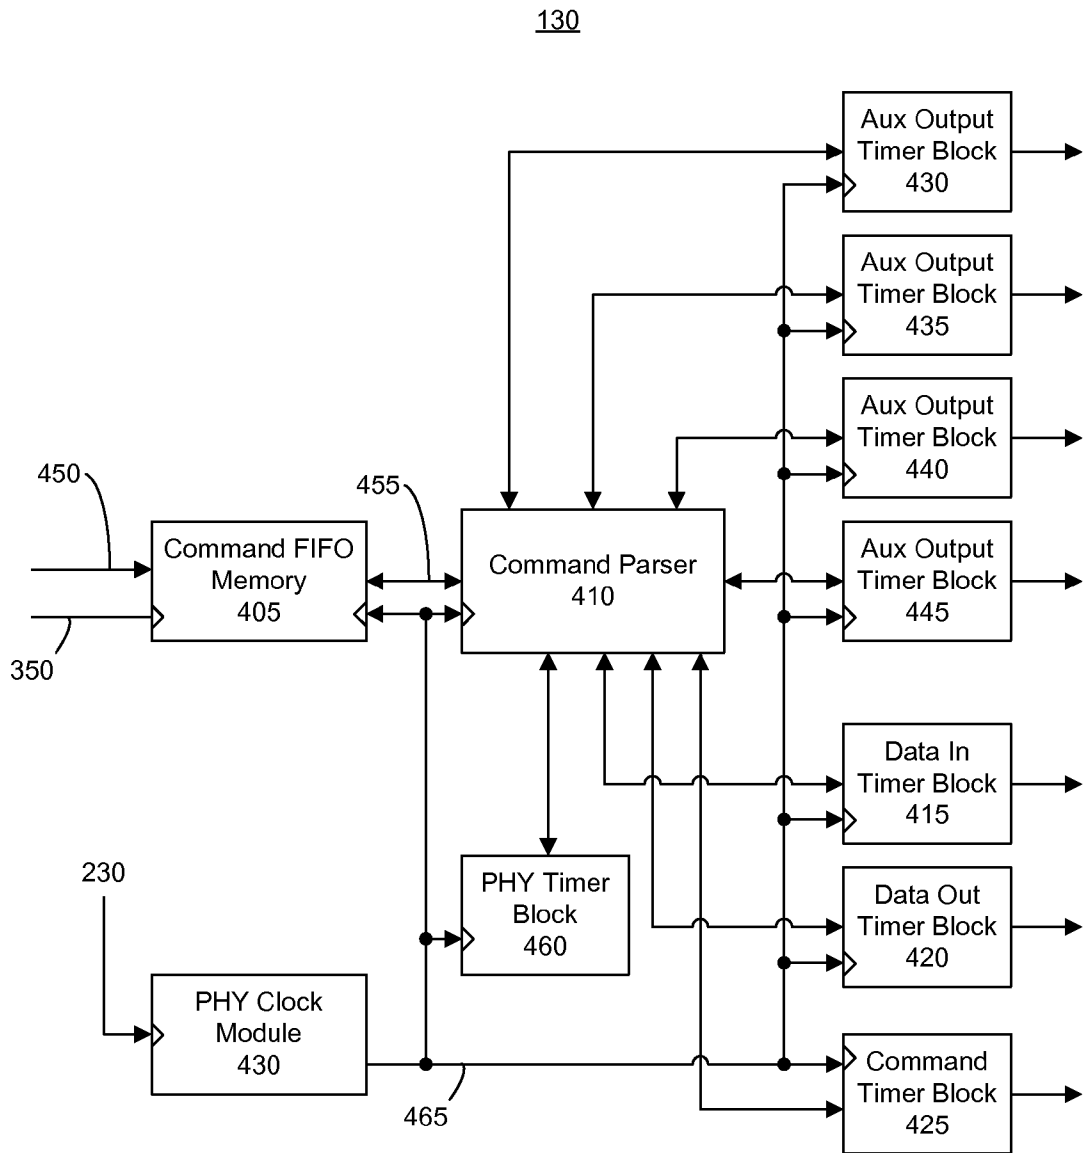 130
Aux Output
Timer Block
430
Aux Output
Timer Block
435
Aux Output
Timer Block
440
450
455
Command FIFO
Memory
405
Command Parser
410
Aux Output
Timer Block
445
350
Data In
Timer Block
415
230
PHY Timer
Block
460
Data Out
Timer Block
420
PHY Clock
Module
430
465
Command
Timer Block
425